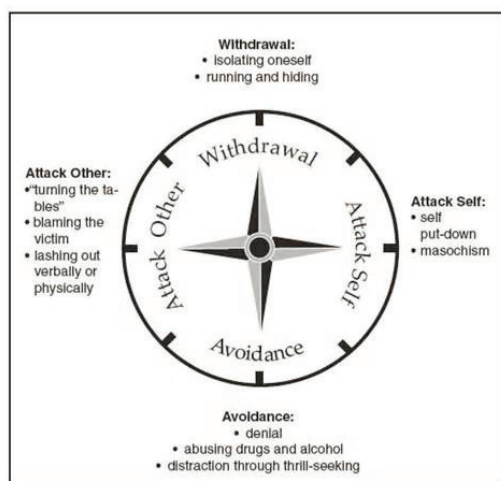 Withdrawal:
• isolating oneself
• running and hiding
Withdrawal
Attack Other:
•"turning the ta-
bles"
• blaming the
victim
• lashing out
verbally or
physically
Attack Other
Attack Self
Attack Self:
• self
put-down
• masochism
Avoidance
Avoidance:
• denial
• abusing drugs and alcohol
• distraction through thrill-seeking